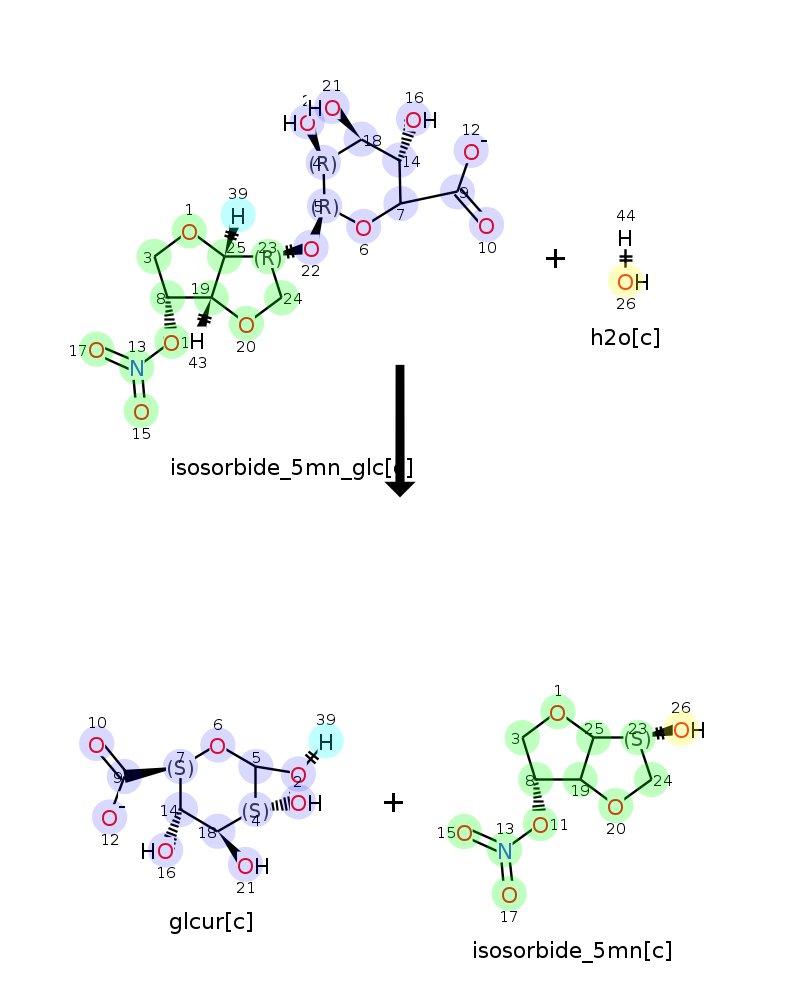 21
16
HO
HO
OH
12
O-
4
(R)
18
14
39
H
5
(R)
9
44
H
7
1
O
O
6
O
10
+
3
25
23
(R)
O
22
OH
26
8
19
24
h2o[c]
O
20
17
O
13
N
O
H
43
O
15
isosorbide_5mn_glc[c]
10
O
6
O
39
H
1
O
26
OH
9
7
(S)
5
O
2
3
25
23
(S)
O-
12
14
4
(S)
OH
+
8
19
24
HO
16
18
O
20
OH
21
15
O
13
N
O
11
O
17
glcur[c]
isosorbide_5mn[c]